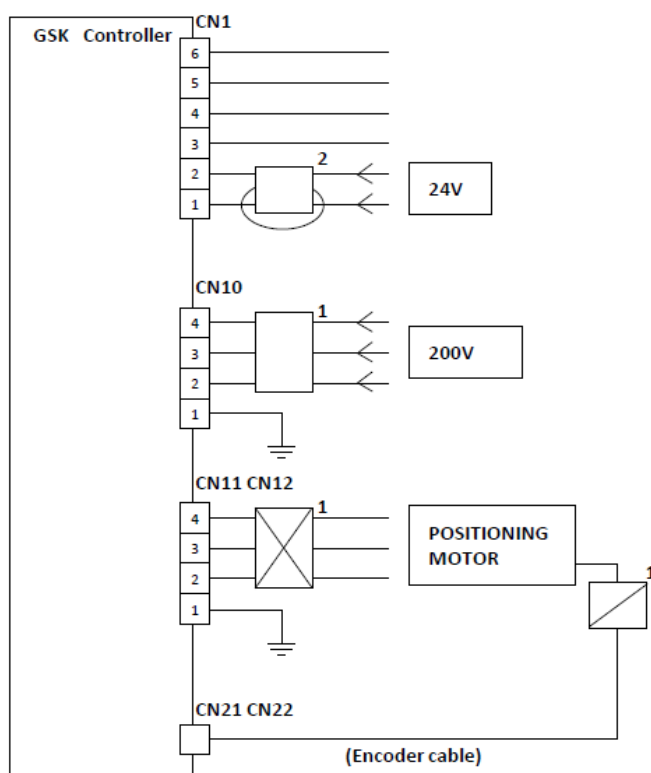 GSK Controller
CN1
6
5
4
3
2
1
2
24V
CN10
4
3
2
1
1
200V
CN11 CN12
4
3
2
1
1
POSITIONING
MOTOR
1
CN21 CN22
(Encoder cable)